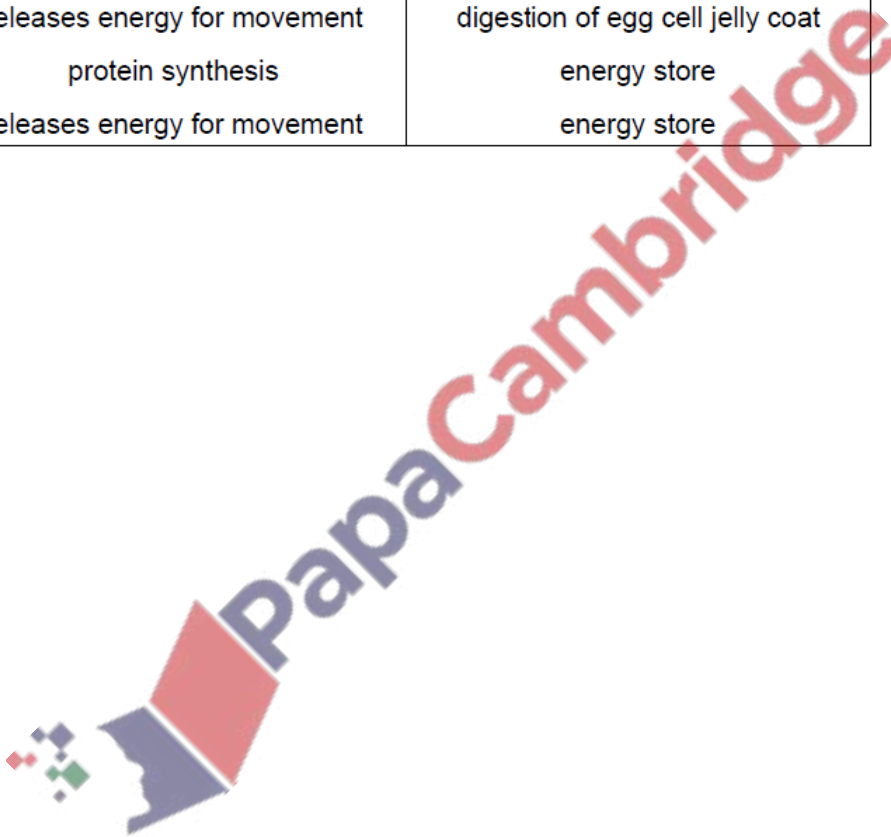 eleases energy for movement digestion of egg cell jelly coat
protein synthesis energy store
eleases energy for movement energy store
PapaCambridge